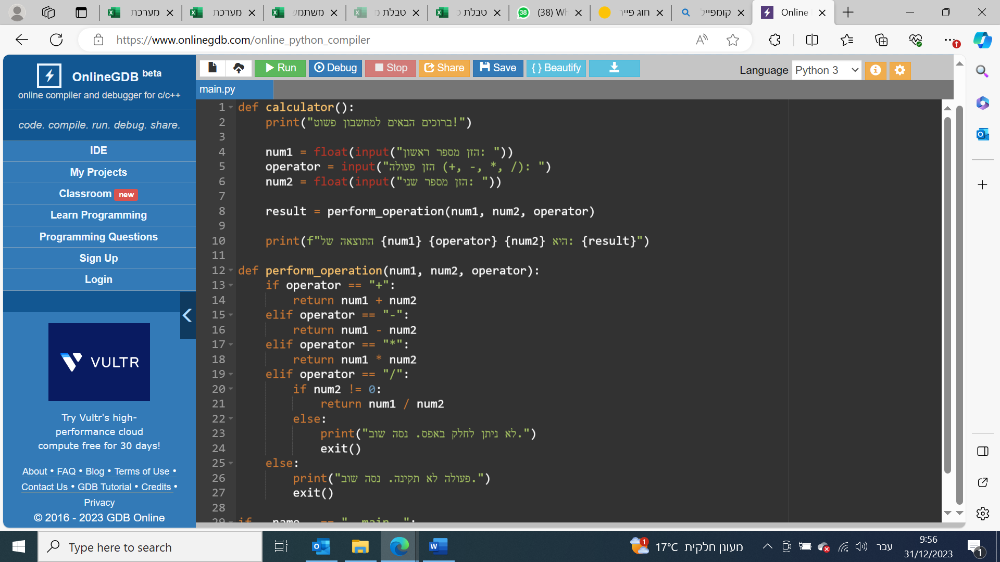 מערכת
מערכת
משתמש
טבלת מ
טבלת כ
(38) Wh
חוג פייר
קומפייל
Online
https://www.onlinegdb.com/online_python_compiler
OnlineGDB beta
online compiler and debugger for c/c++
code. compile. run. debug. share.
IDE
My Projects
Classroom new
Learn Programming
Programming Questions
Sign Up
Login
VULTR
Try Vultr's high-
performance cloud
compute free for 30 days!
About • FAQ • Blog • Terms of Use •
Contact Us • GDB Tutorial • Credits •
Privacy
© 2016 - 2023 GDB Online
Run Debug Stop Share Save { } Beautify
Language Python 3
main.py
1 def calculator():
2 print("ברוכים הבאים למחשבון פשוט!")
3
4 num1 = float(input("הזן מספר ראשון: "))
5 operator = input("הזן פעולה (+, -, *, /): ")
6 num2 = float(input("הזן מספר שני: "))
7
8 result = perform_operation(num1, num2, operator)
9
10 print(f"התוצאה של {num1} {operator} {num2} היא: {result}")
11
12 def perform_operation(num1, num2, operator):
13 if operator == "+":
14 return num1 + num2
15 elif operator == "-":
16 return num1 - num2
17 elif operator == "*":
18 return num1 * num2
19 elif operator == "/":
20 if num2 != 0:
21 return num1 / num2
22 else:
23 print("לא ניתן לחלק באפס. נסה שוב.")
24 exit()
25 else:
26 print("פעולה לא תקינה. נסה שוב.")
27 exit()
28
29 if __name__ == "__main__":
Type here to search
1
17°C מעונן חלקית
עבר
9:56
31/12/2023
1